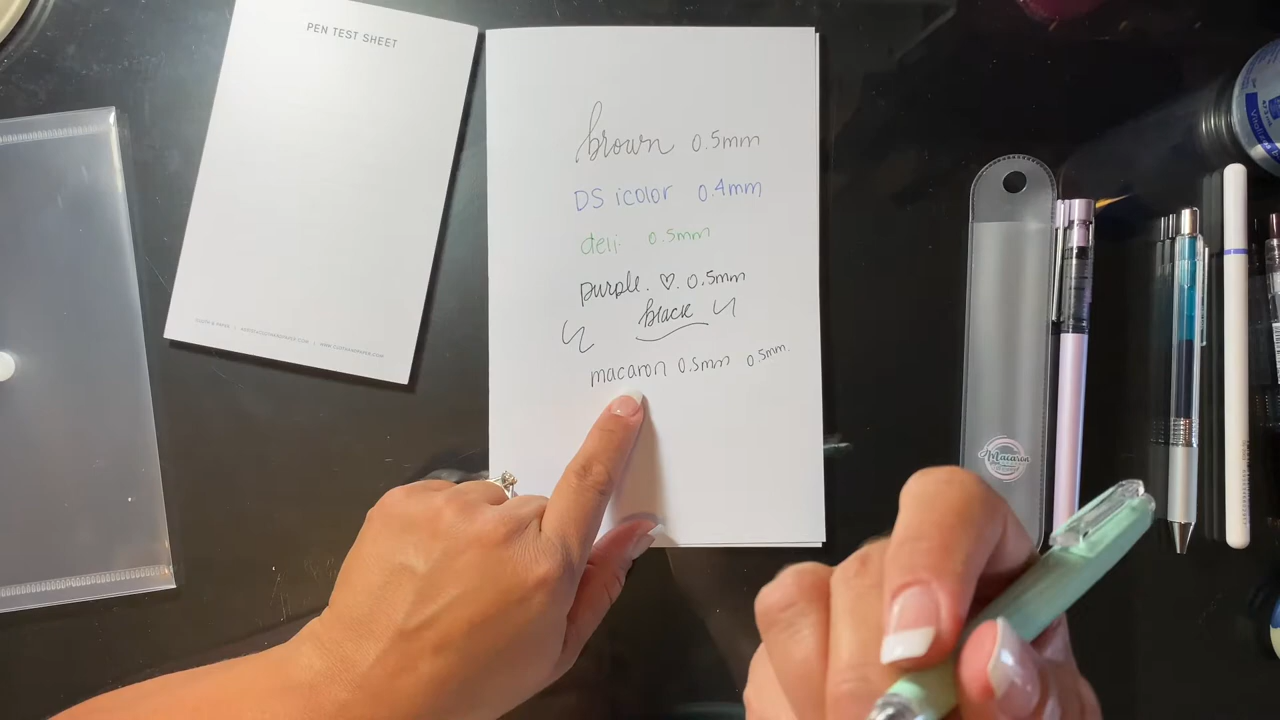 PEN TEST SHEET
brown 0.5mm
DS icolor 0.4mm
deli 0.5mm
purple. ♡. 0.5mm
black
macaron 0.5mm 0.5mm.
Macaron